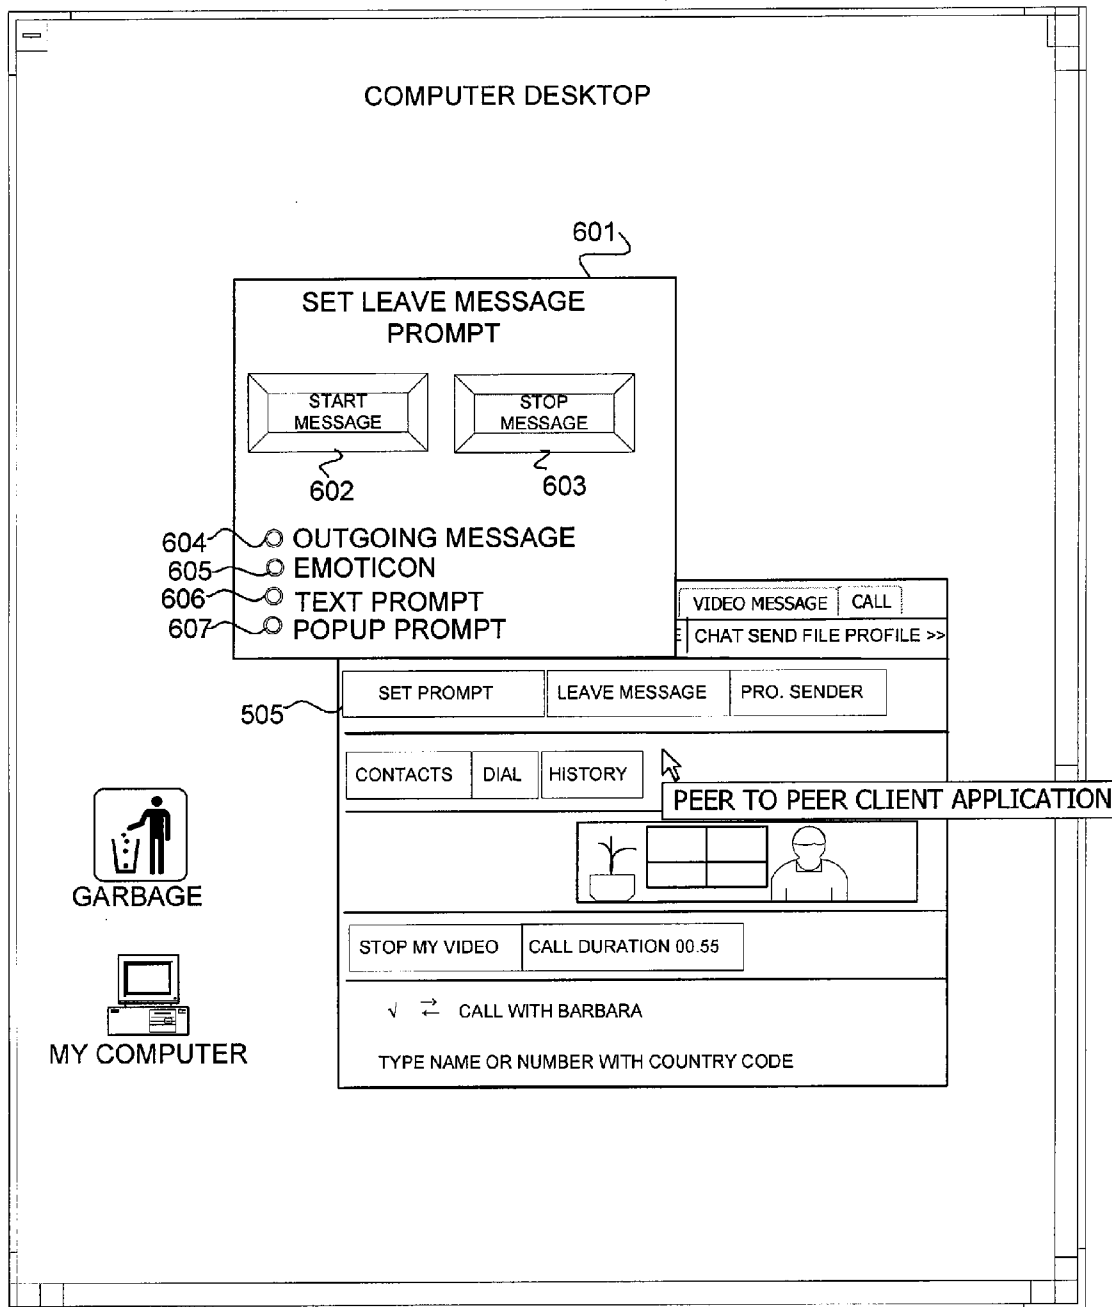 COMPUTER DESKTOP
601
SET LEAVE MESSAGE
PROMPT
START
MESSAGE
STOP
MESSAGE
602
603
604 OUTGOING MESSAGE
605 EMOTICON
606 TEXT PROMPT
607 POPUP PROMPT
VIDEO MESSAGE CALL
E CHAT SEND FILE PROFILE >>
505
SET PROMPT LEAVE MESSAGE PRO. SENDER
CONTACTS DIAL HISTORY
PEER TO PEER CLIENT APPLICATION
GARBAGE
STOP MY VIDEO CALL DURATION 00.55
√ CALL WITH BARBARA
MY COMPUTER
TYPE NAME OR NUMBER WITH COUNTRY CODE